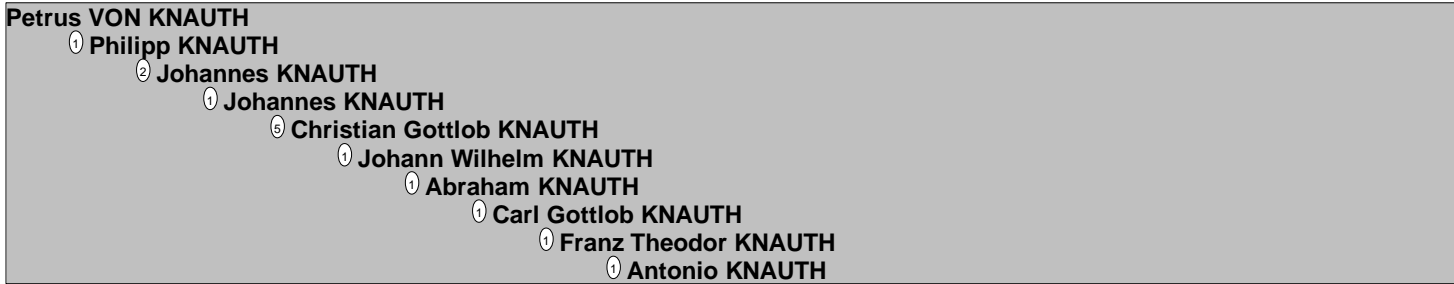 Petrus VON KNAUTH
1 Philipp KNAUTH
2 Johannes KNAUTH
1 Johannes KNAUTH
5 Christian Gottlob KNAUTH
1 Johann Wilhelm KNAUTH
1 Abraham KNAUTH
1 Carl Gottlob KNAUTH
1 Franz Theodor KNAUTH
1 Antonio KNAUTH